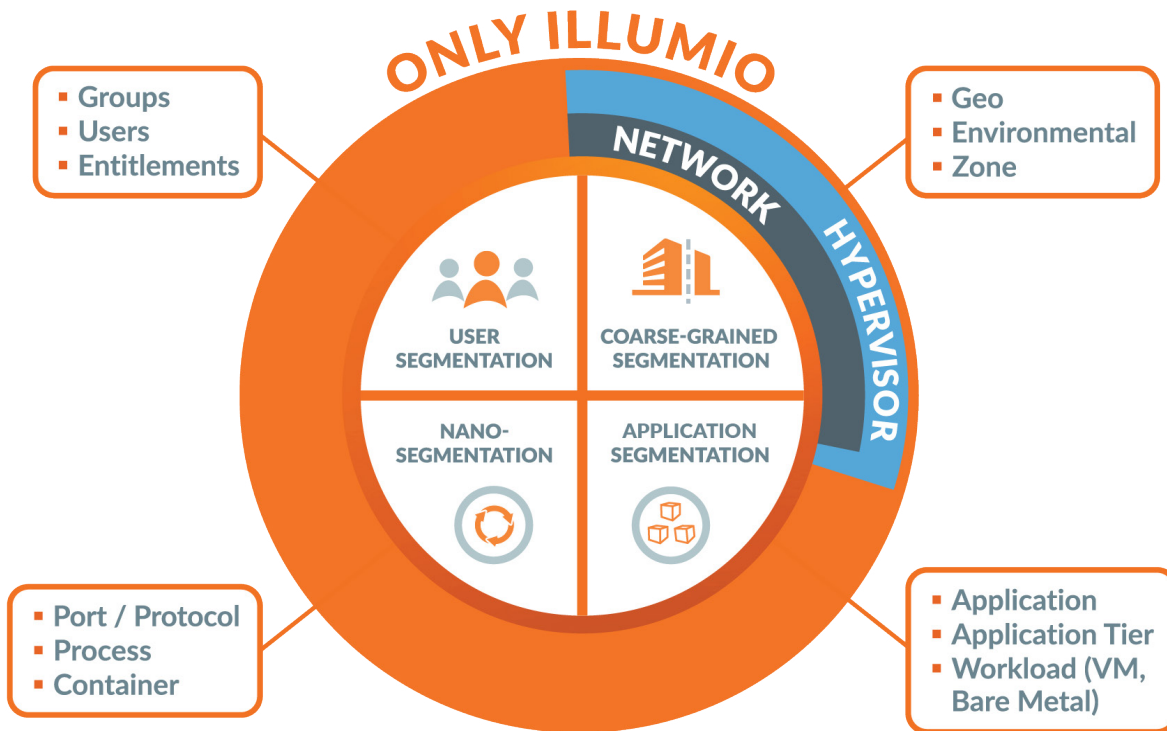 ONLY ILLUMIO
▪ Groups
▪ Users
▪ Entitlements
▪ Geo
▪ Environmental
▪ Zone
NETWORK
HYPERVISOR
USER
SEGMENTATION
COARSE-GRAINED
SEGMENTATION
NANO-
SEGMENTATION
APPLICATION
SEGMENTATION
▪ Port / Protocol
▪ Process
▪ Container
▪ Application
▪ Application Tier
▪ Workload (VM,
Bare Metal)